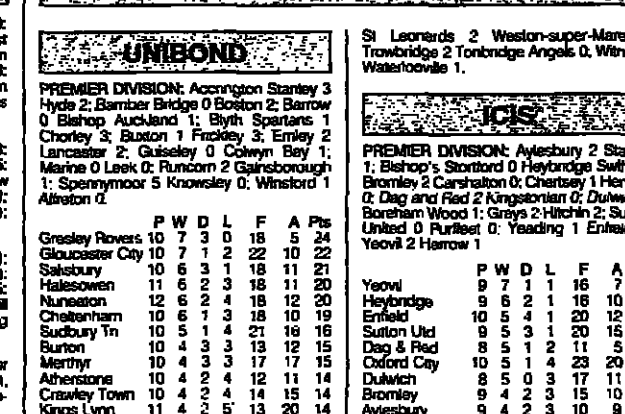 UNIBOND
PREMIER DIVISION: Accrington Stanley 3
Hyde 2; Bamber Bridge 0 Boston 2; Barrow
0 Bishop Auckland 1; Blyth Spartans 1
Chorley 3; Buxton 1 Frickley 3; Emley 2
Lancaster 2; Guiseley 0 Colwyn Bay 1;
Marine 0 Leek 0; Runcorn 2 Gainsborough
1; Spennymoor 5 Knowsley 0; Winsford 1
Alfreton 0.
P W D L F A Pts
Gresley Rovers 10 7 3 0 18 5 24
Gloucester City 10 7 1 2 22 10 22
Salisbury 10 6 3 1 18 11 21
Halesowen 11 6 2 3 18 11 20
Nuneaton 12 6 2 4 18 12 20
Cheltenham 10 6 1 3 18 10 19
Sudbury Tn 10 5 1 4 21 16 16
Burton 10 4 3 3 13 12 15
Merthyr 10 4 3 3 17 17 15
Atherstone 10 4 2 4 12 11 14
Crawley Town 10 4 2 4 14 15 14
Kings Lynn 11 4 2 5 13 20 14
St Leonards 2 Weston-super-Mare
Trowbridge 2 Tonbridge Angels 0, Witn
Waterlooville 1.
ICIS
PREMIER DIVISION: Aylesbury 2 Sta
1; Bishop's Stortford 0 Heybridge Swif
Bromley 2 Carshalton 0; Chertsey 1 Hen
0; Dag and Red 2 Kingstonian 0; Dulw
Boreham Wood 1; Grays 2 Hitchin 2; Su
United 0 Purfleet 0; Yeading 1 Enfield
Yeovil 2 Harrow 1
P W D L F A
Yeovil 9 7 1 1 16 7
Heybridge 9 6 2 1 16 10
Enfield 10 5 4 1 20 12
Sutton Utd 9 5 3 1 20 15
Dag & Red 8 5 1 2 11 5
Oxford City 10 5 1 4 23 20
Dulwich 8 5 0 3 17 11
Bromley 9 4 2 3 15 10
Aylesbury 9 4 2 3 10 9